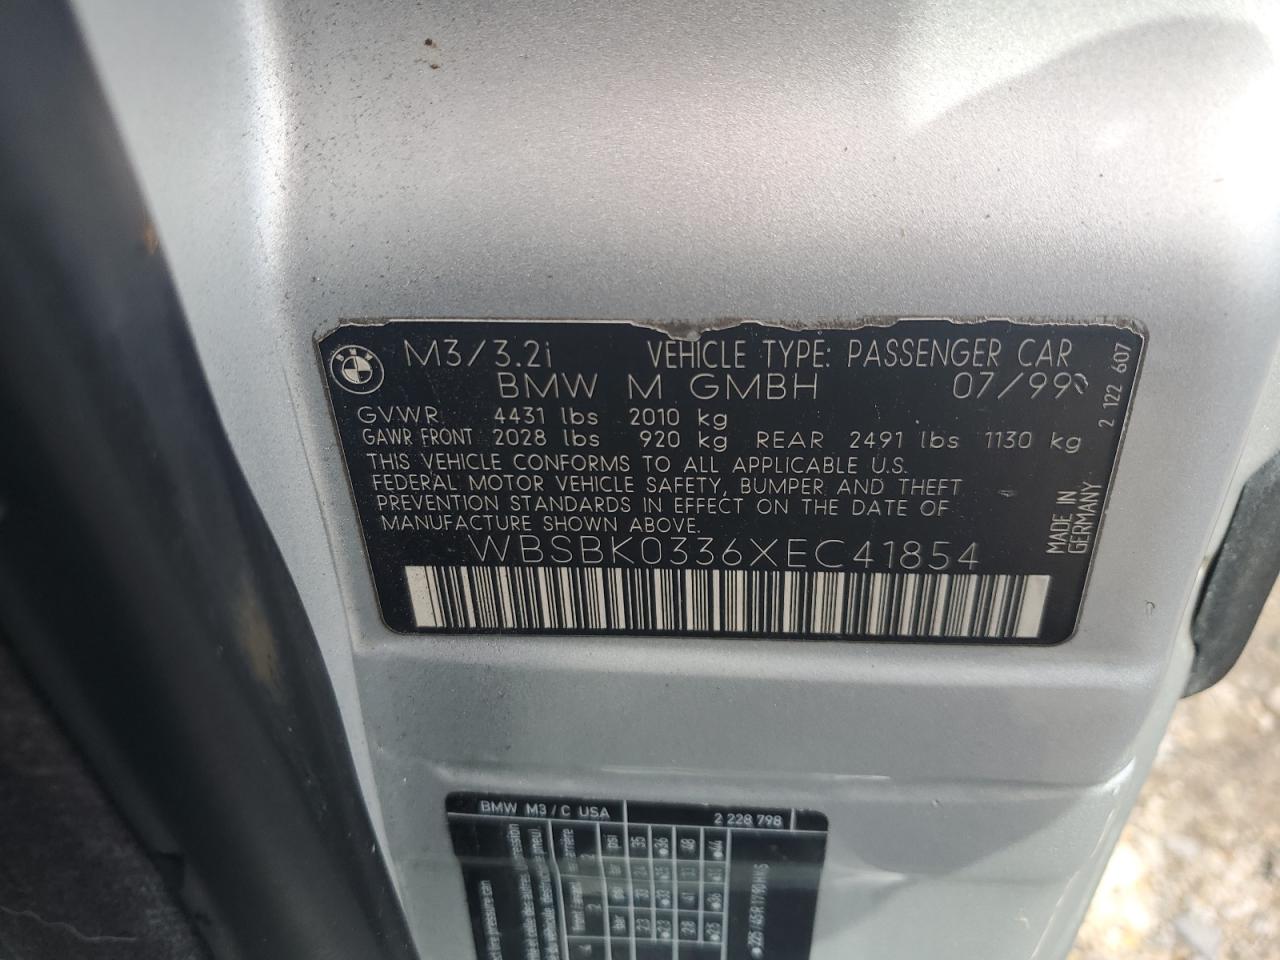 BMW
M3/3.2i VEHICLE TYPE: PASSENGER CAR
BMW M GMBH 07/99
GVWR 4431 lbs 2010 kg
GAWR FRONT 2028 lbs 920 kg REAR 2491 lbs 1130 kg
THIS VEHICLE CONFORMS TO ALL APPLICABLE U.S.
FEDERAL MOTOR VEHICLE SAFETY, BUMPER AND THEFT
PREVENTION STANDARDS IN EFFECT ON THE DATE OF
MANUFACTURE SHOWN ABOVE.
WBSBK0336XEC41854
2 122 607
MADE IN
GERMANY
BMW M3/C USA 2 228 798